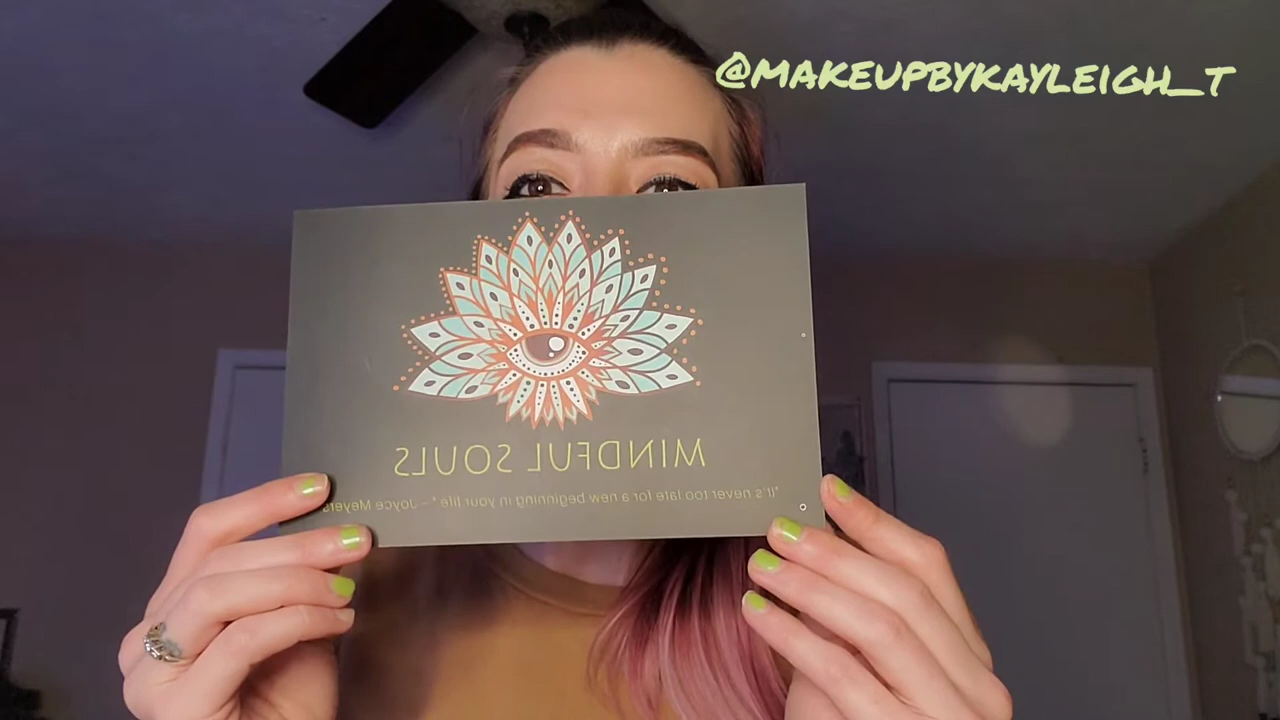 @MAKEUPBYKAYLEIGH_T
MINDFUL SOULS
"It's never too late for a new beginning in your life" - Joyce Meyers